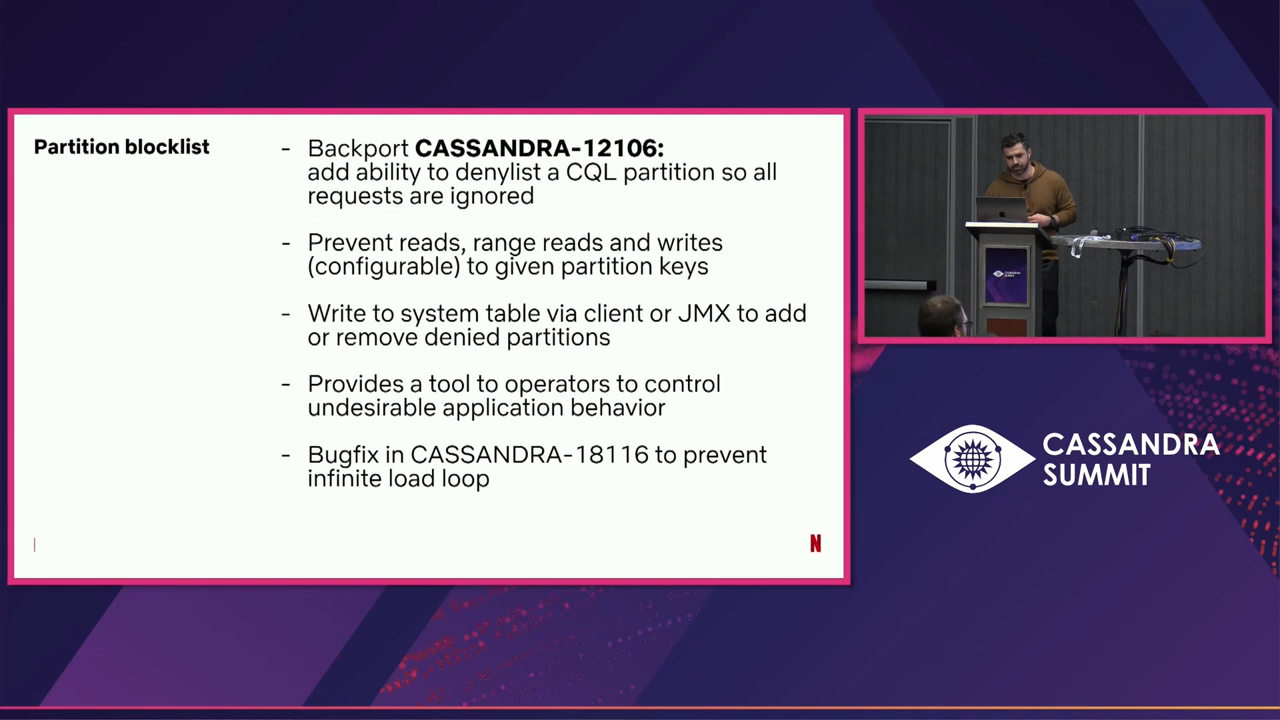 Partition blocklist
- Backport CASSANDRA-12106:
add ability to denylist a CQL partition so all
requests are ignored
- Prevent reads, range reads and writes
(configurable) to given partition keys
- Write to system table via client or JMX to add
or remove denied partitions
- Provides a tool to operators to control
undesirable application behavior
- Bugfix in CASSANDRA-18116 to prevent
infinite load loop
N
CASSANDRA
SUMMIT
CASSANDRA
SUMMIT